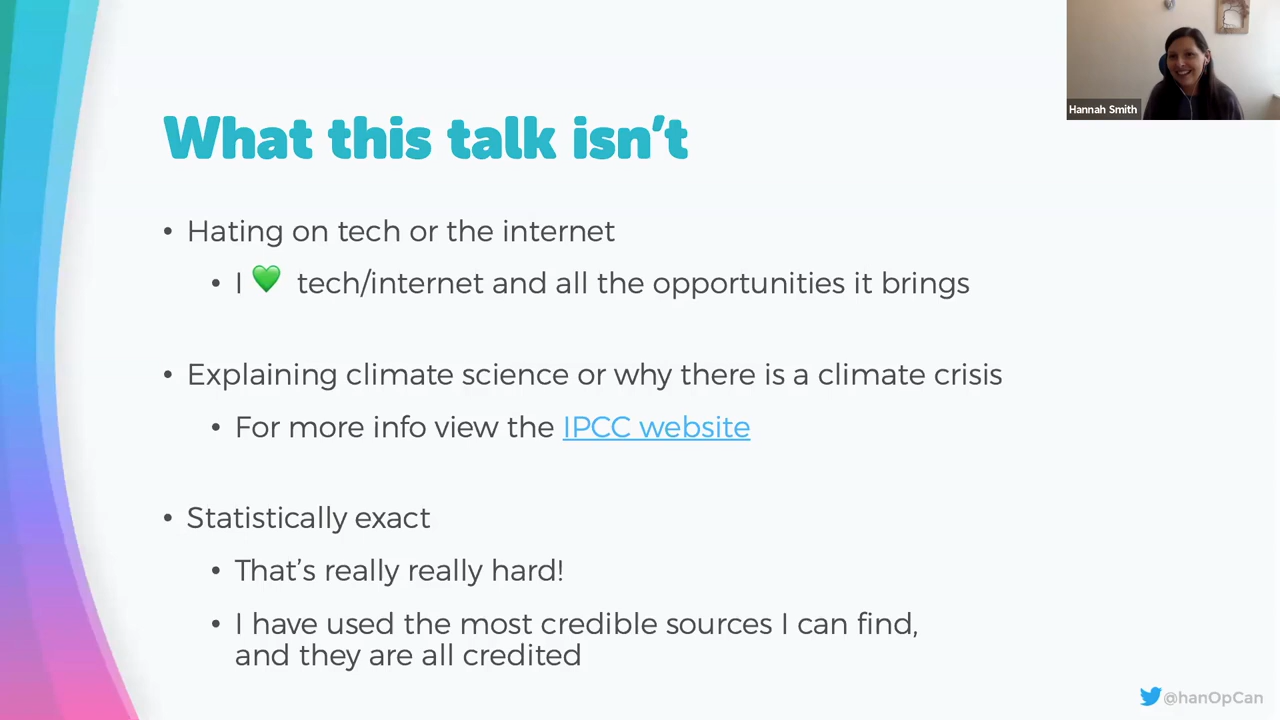 Hannah Smith
What this talk isn't
• Hating on tech or the internet
• I 💚 tech/internet and all the opportunities it brings
• Explaining climate science or why there is a climate crisis
• For more info view the IPCC website
• Statistically exact
• That's really really hard!
• I have used the most credible sources I can find,
and they are all credited
@hanOpCan